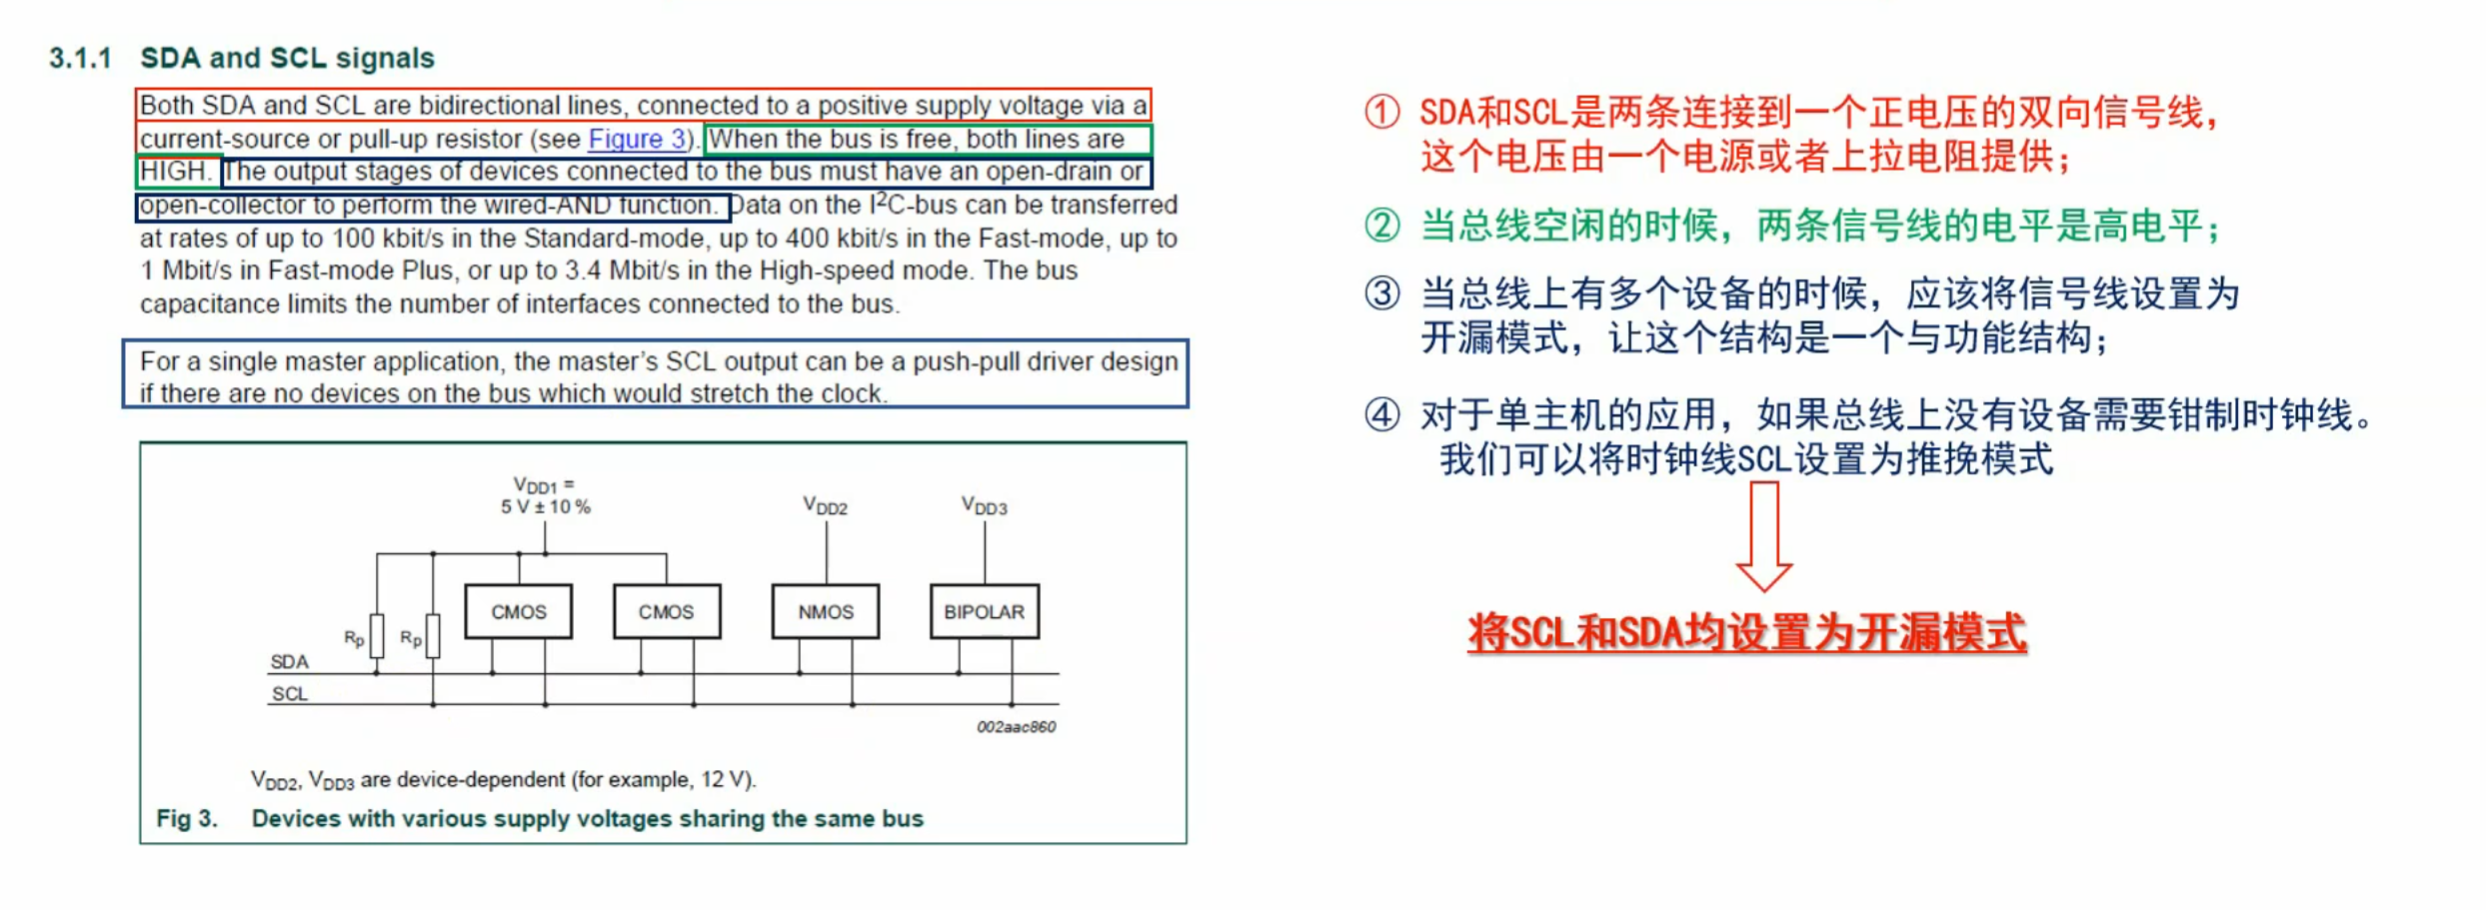 3.1.1 SDA and SCL signals
Both SDA and SCL are bidirectional lines, connected to a positive supply voltage via a
current-source or pull-up resistor (see Figure 3). When the bus is free, both lines are
HIGH. The output stages of devices connected to the bus must have an open-drain or
open-collector to perform the wired-AND function. Data on the I²C-bus can be transferred
at rates of up to 100 kbit/s in the Standard-mode, up to 400 kbit/s in the Fast-mode, up to
1 Mbit/s in Fast-mode Plus, or up to 3.4 Mbit/s in the High-speed mode. The bus
capacitance limits the number of interfaces connected to the bus.
For a single master application, the master's SCL output can be a push-pull driver design
if there are no devices on the bus which would stretch the clock.
VDD1 =
5 V ± 10 %
VDD2
VDD3
CMOS
CMOS
NMOS
BIPOLAR
Rp
Rp
SDA
SCL
002aac860
VDD2, VDD3 are device-dependent (for example, 12 V).
Fig 3. Devices with various supply voltages sharing the same bus
① SDA和SCL是两条连接到一个正电压的双向信号线，
这个电压由一个电源或者上拉电阻提供；
② 当总线空闲的时候，两条信号线的电平是高电平；
③ 当总线上有多个设备的时候，应该将信号线设置为
开漏模式，让这个结构是一个与功能结构；
④ 对于单主机的应用，如果总线上没有设备需要钳制时钟线。
我们可以将时钟线SCL设置为推挽模式
将SCL和SDA均设置为开漏模式